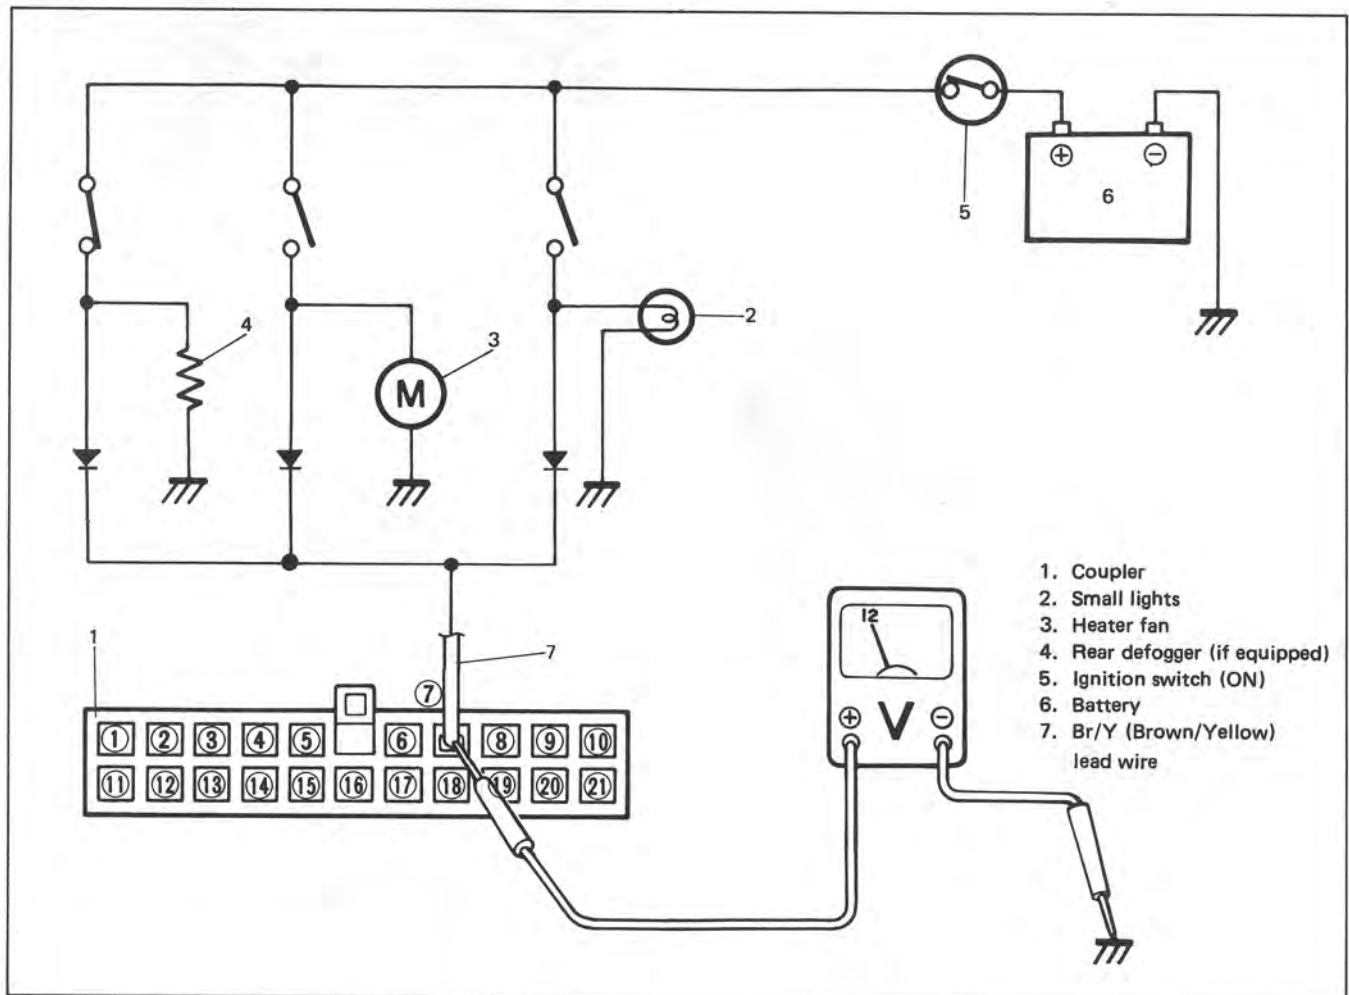 5
⊕ ⊖
6
4
3
2
M
1
7
⑦
① ② ③ ④ ⑤ ⑥ ⑧ ⑨ ⑩
⑪ ⑫ ⑬ ⑭ ⑮ ⑯ ⑰ ⑱ ⑲ ⑳ ㉑
12
⊕ V ⊖
1. Coupler
2. Small lights
3. Heater fan
4. Rear defogger (if equipped)
5. Ignition switch (ON)
6. Battery
7. Br/Y (Brown/Yellow)
lead wire